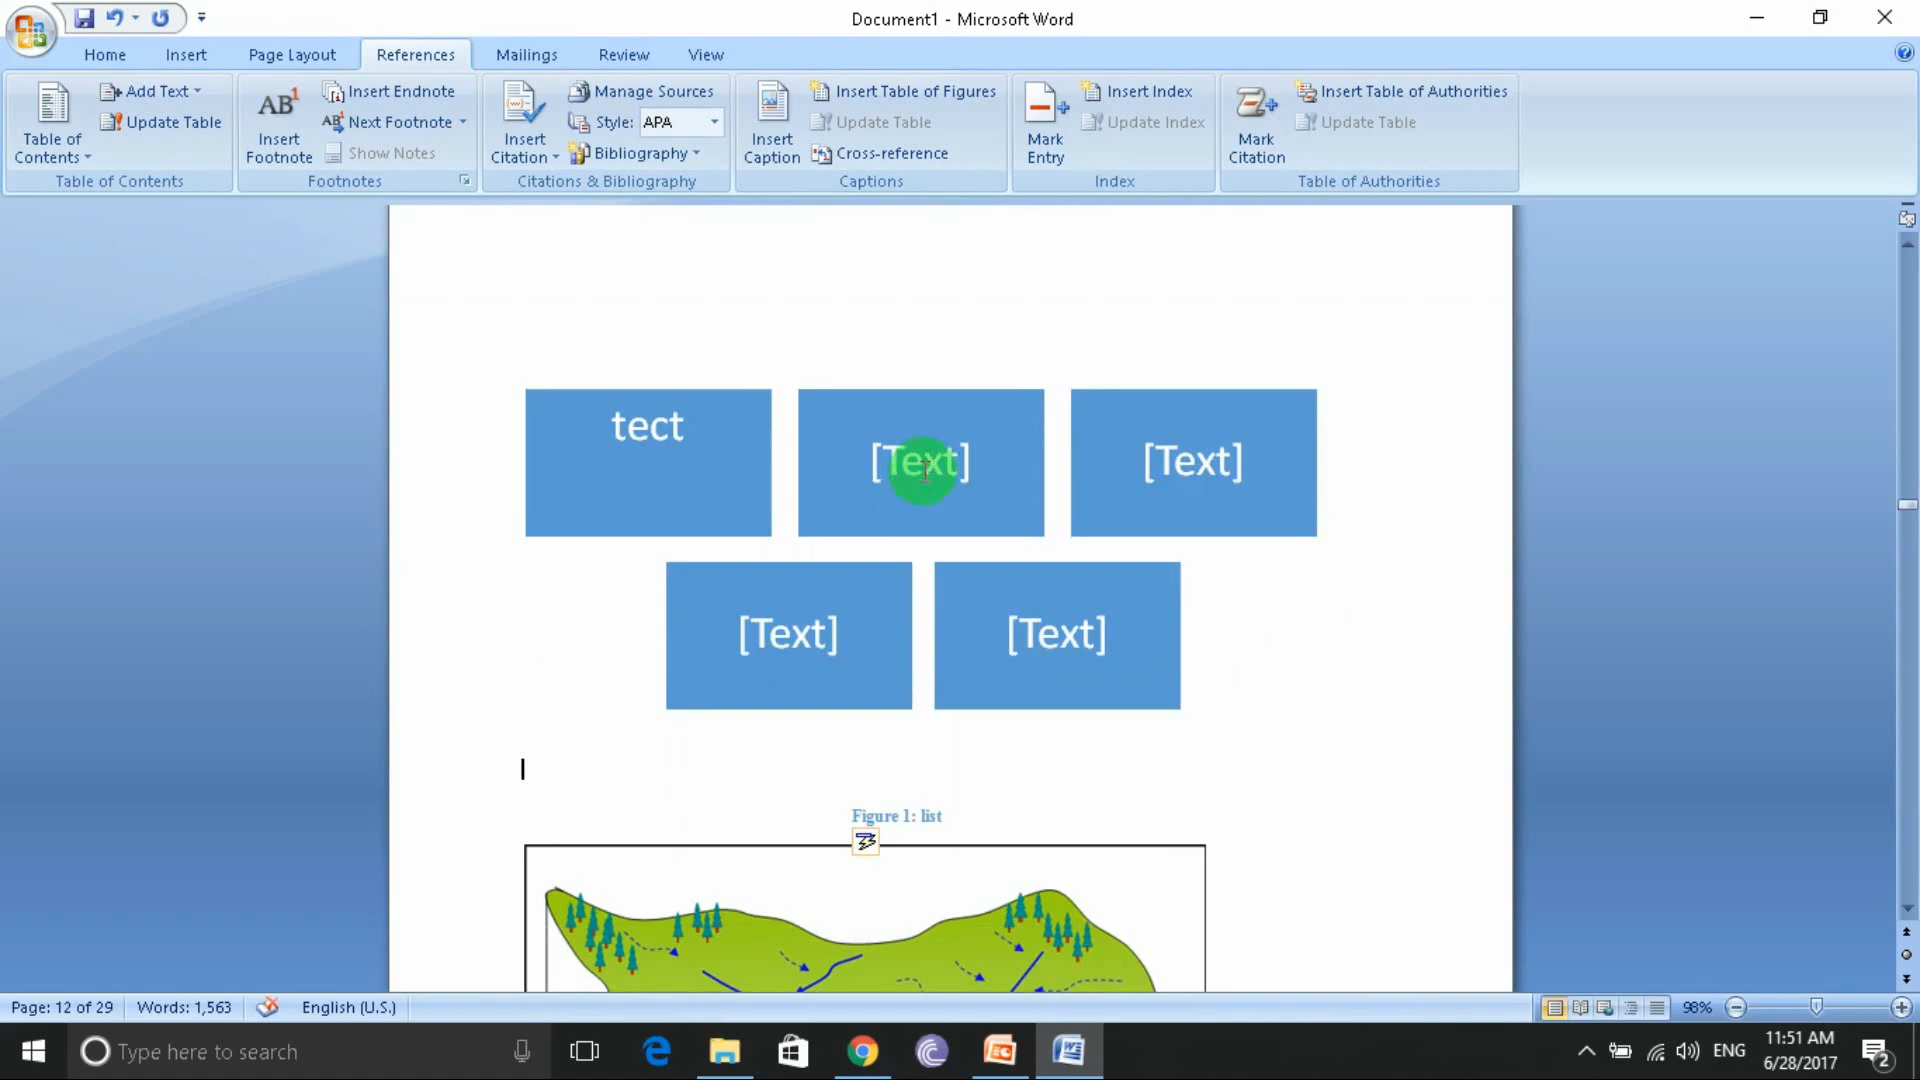 Document1 - Microsoft Word
Home Insert Page Layout References Mailings Review View
Table of Contents
Add Text
Update Table
Table of Contents
AB1
Insert Footnote
Insert Endnote
AB1 Next Footnote
Show Notes
Footnotes
Insert Citation
Manage Sources
Style: APA
Bibliography
Citations & Bibliography
Insert Caption
Insert Table of Figures
Update Table
Cross-reference
Captions
Mark Entry
Insert Index
Update Index
Index
Mark Citation
Insert Table of Authorities
Update Table
Table of Authorities
tect [Text] [Text]
[Text] [Text]
Figure 1: list
Page: 12 of 29 Words: 1,563 English (U.S.) 98%
Type here to search
ENG
11:51 AM
6/28/2017
2